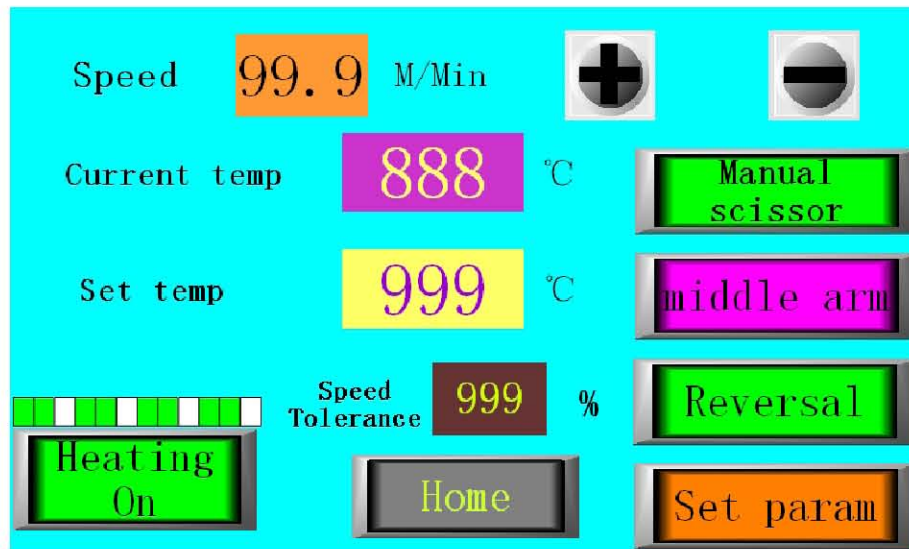 Speed 99.9 M/Min
Current temp 888 ℃
Manual
scissor
Set temp 999 ℃
middle arm
Speed
Tolerance 999 %
Reversal
Heating
On
Home
Set param